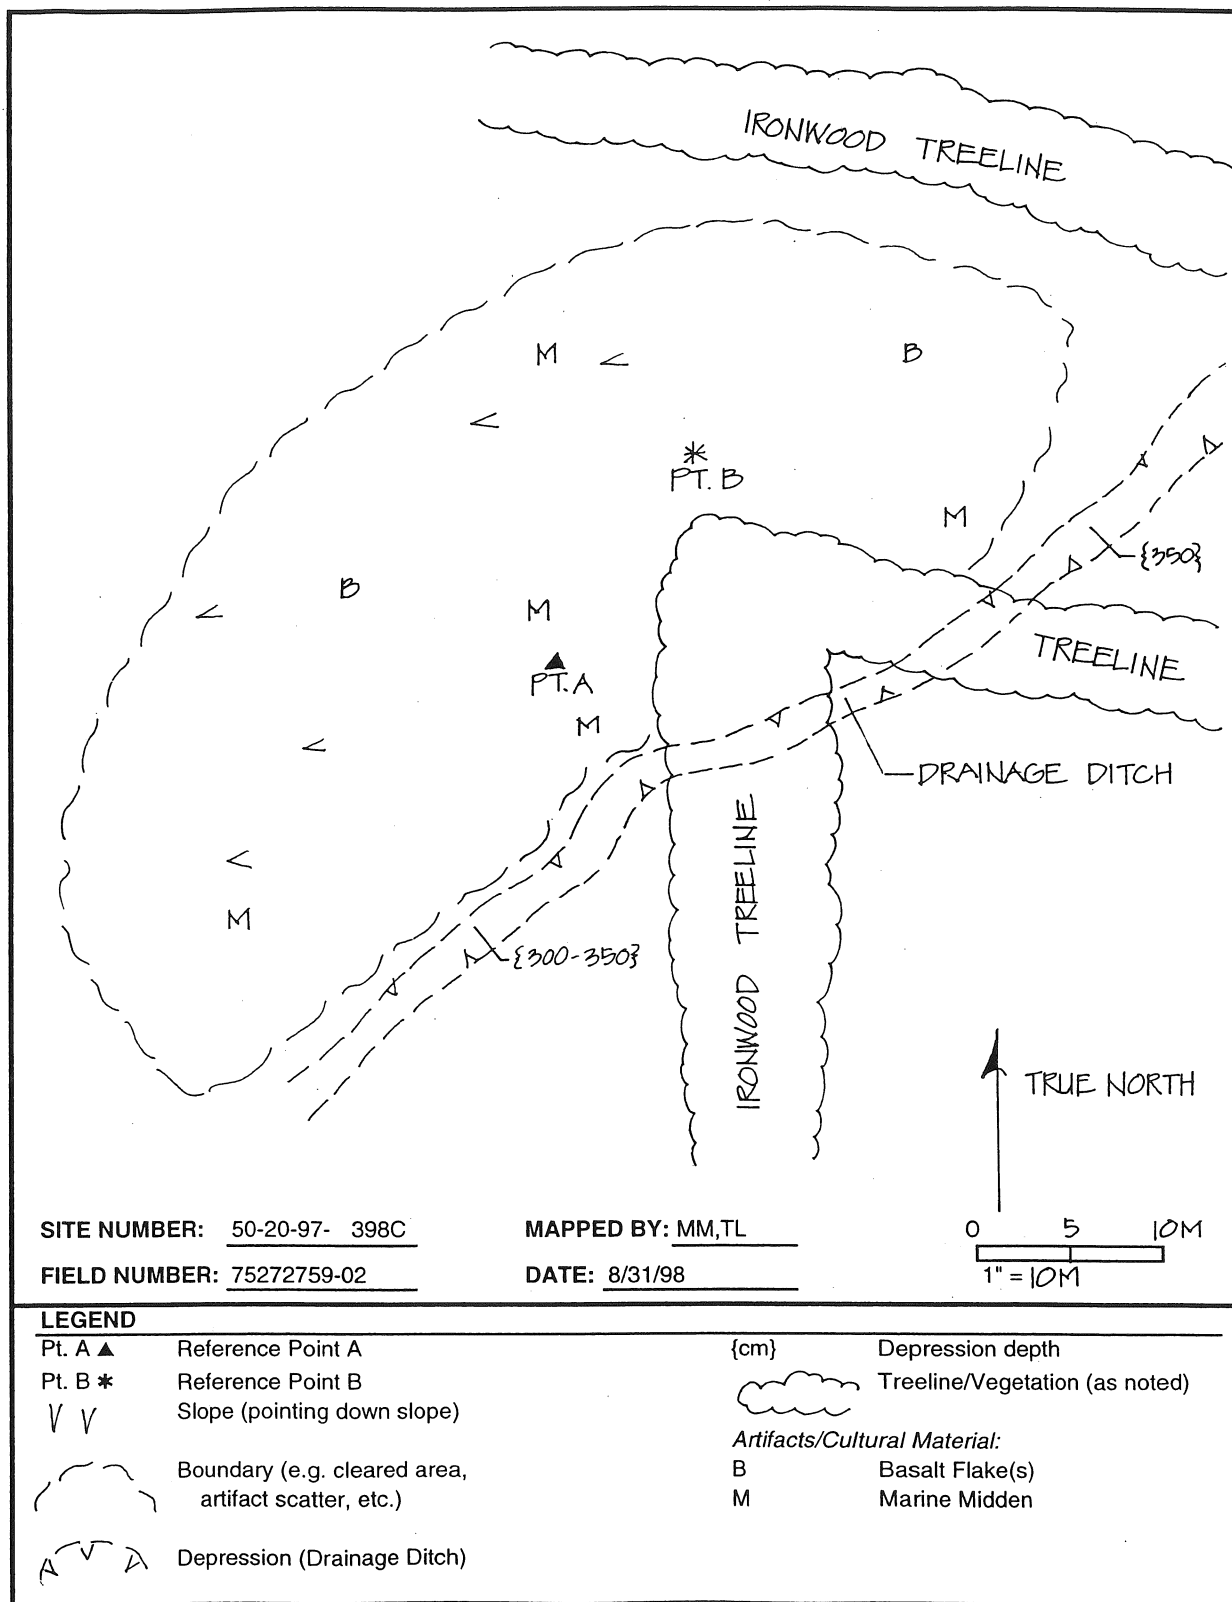 IRONWOOD TREELINE
M
B
PT. B
M
{350}
B
M
TREELINE
PT. A
M
DRAINAGE DITCH
IRONWOOD TREELINE
M
{300-350}
TRUE NORTH
SITE NUMBER: 50-20-97- 398C
MAPPED BY: MM,TL
0 5 10M
FIELD NUMBER: 75272759-02
DATE: 8/31/98
1" = 10M
LEGEND
Pt. A ▲ Reference Point A
Pt. B * Reference Point B
Slope (pointing down slope)
Boundary (e.g. cleared area,
artifact scatter, etc.)
Depression (Drainage Ditch)
{cm} Depression depth
Treeline/Vegetation (as noted)
Artifacts/Cultural Material:
B Basalt Flake(s)
M Marine Midden